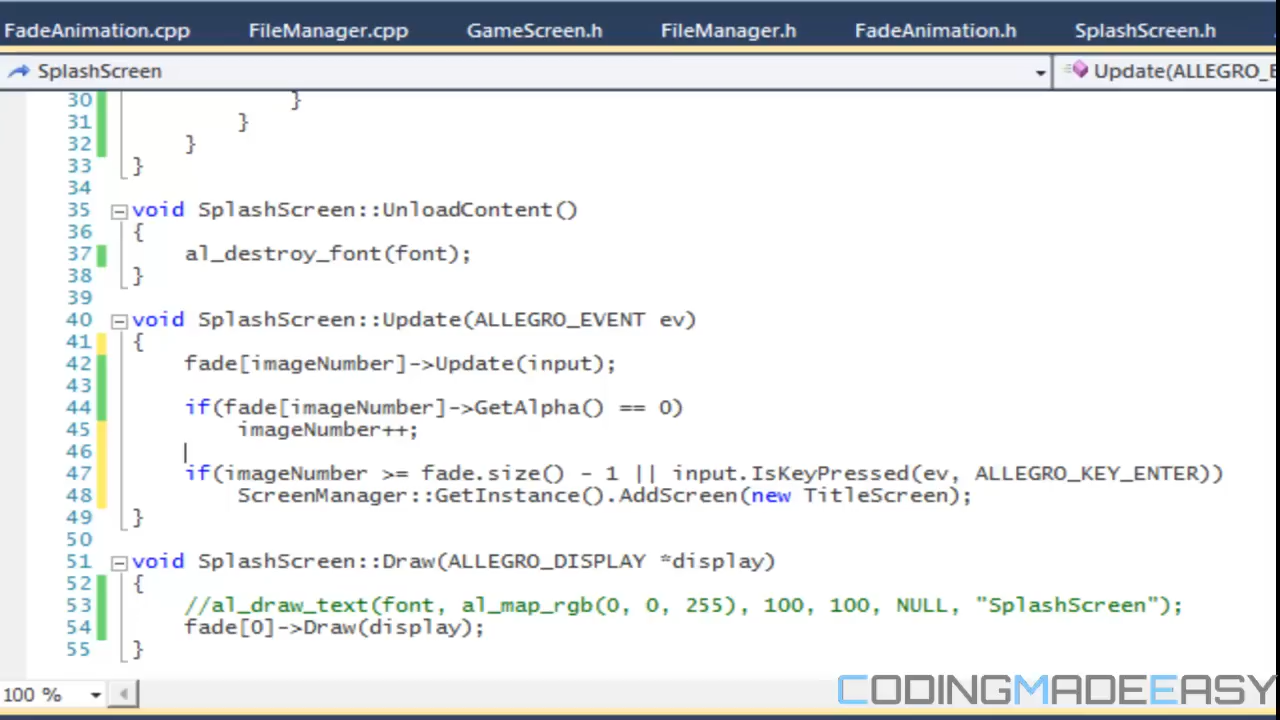 FadeAnimation.cpp FileManager.cpp GameScreen.h FileManager.h FadeAnimation.h SplashScreen.h
SplashScreen Update(ALLEGRO_E
30 }
31 }
32 }
33 }
34
35 void SplashScreen::UnloadContent()
36 {
37 al_destroy_font(font);
38 }
39
40 void SplashScreen::Update(ALLEGRO_EVENT ev)
41 {
42 fade[imageNumber]->Update(input);
43
44 if(fade[imageNumber]->GetAlpha() == 0)
45 imageNumber++;
46
47 if(imageNumber >= fade.size() - 1 || input.IsKeyPressed(ev, ALLEGRO_KEY_ENTER))
48 ScreenManager::GetInstance().AddScreen(new TitleScreen);
49 }
50
51 void SplashScreen::Draw(ALLEGRO_DISPLAY *display)
52 {
53 //al_draw_text(font, al_map_rgb(0, 0, 255), 100, 100, NULL, "SplashScreen");
54 fade[0]->Draw(display);
55 }
100 %
CODINGMADEEASY